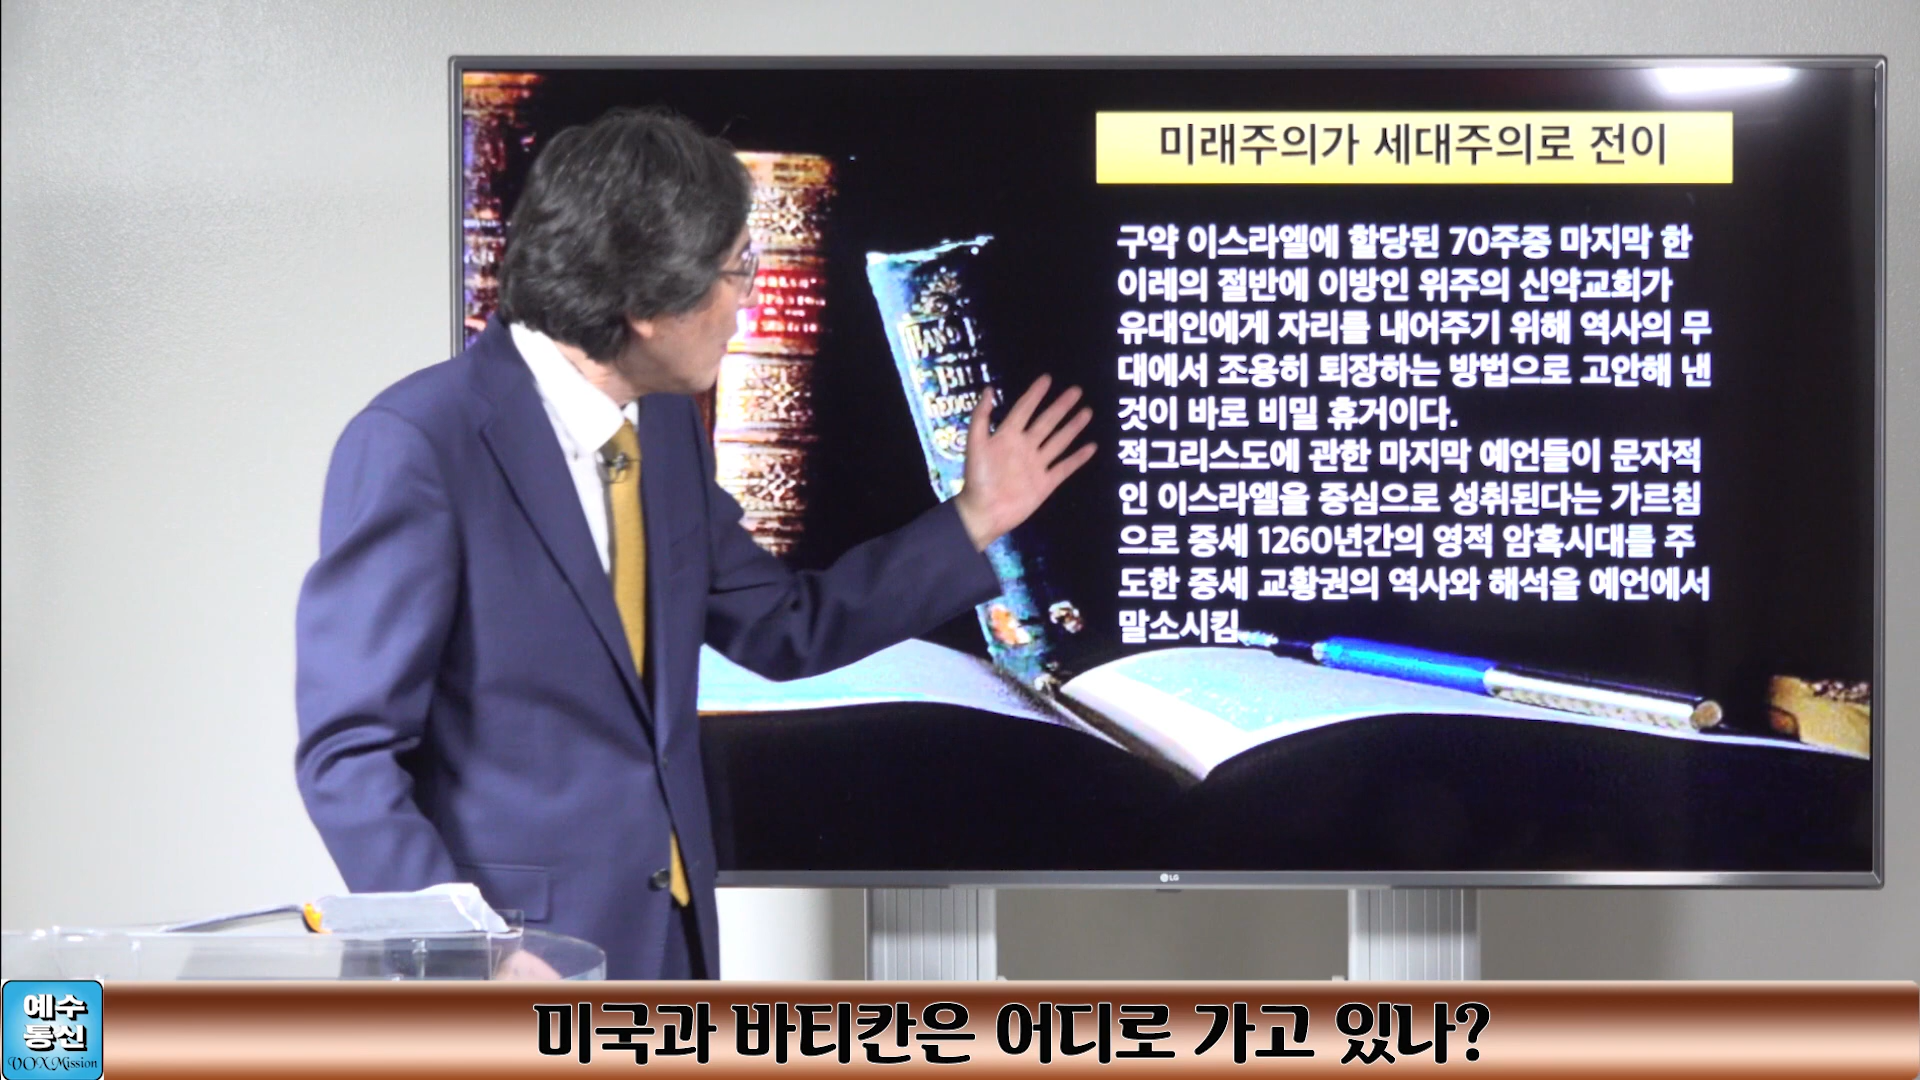 미래주의가 세대주의로 전이
구약 이스라엘에 할당된 70주중 마지막 한
이레의 절반에 이방인 위주의 신약교회가
유대인에게 자리를 내어주기 위해 역사의 무
대에서 조용히 퇴장하는 방법으로 고안해 낸
것이 바로 비밀 휴거이다.
적그리스도에 관한 마지막 예언들이 문자적
인 이스라엘을 중심으로 성취된다는 가르침
으로 중세 1260년간의 영적 암흑시대를 주
도한 중세 교황권의 역사와 해석을 예언에서
말소시킴
LG
예수
통신
VOX Mission
미국과 바티칸은 어디로 가고 있나?